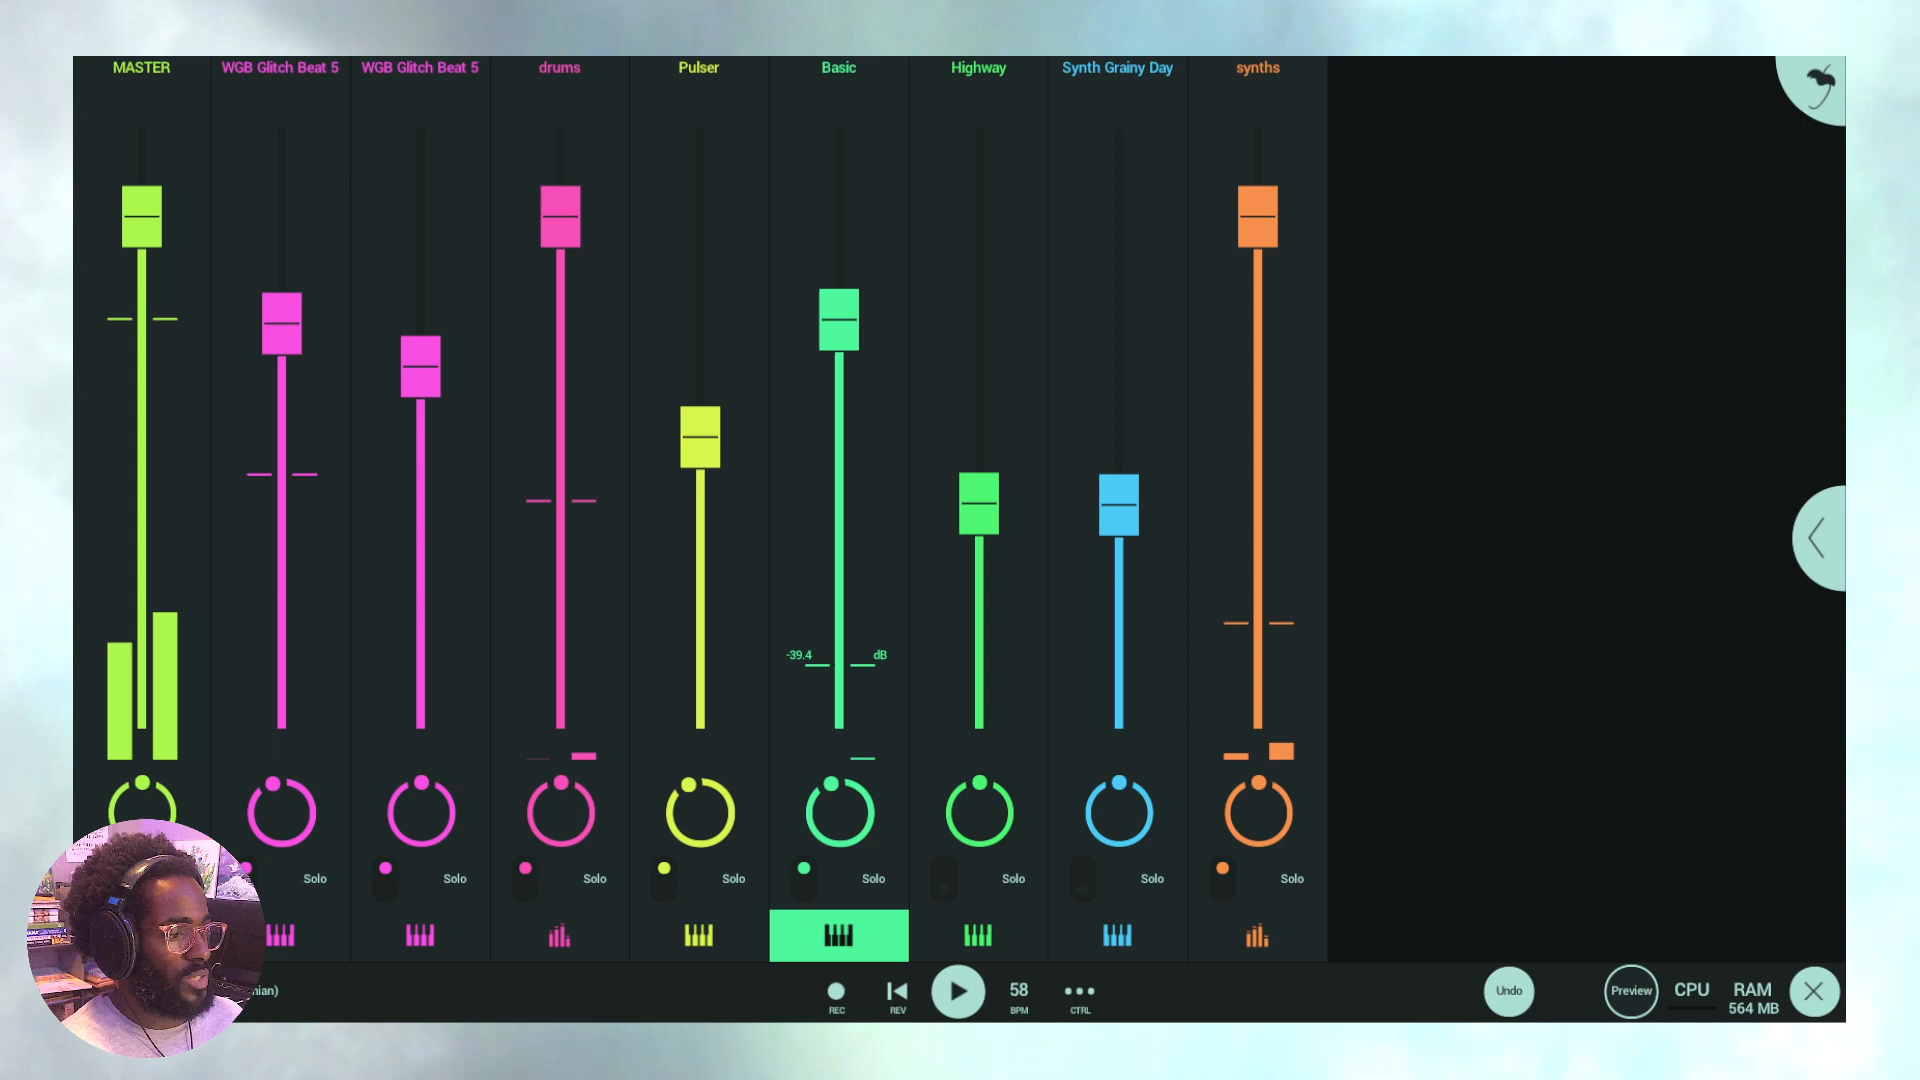 MASTER
WGB Glitch Beat 5
WGB Glitch Beat 5
drums
Pulser
Basic
Highway
Synth Grainy Day
synths
-39.4
dB
Solo
Solo
Solo
Solo
Solo
Solo
Solo
Solo
nian)
REC
REV
58
BPM
CTRL
Undo
Preview
CPU
RAM
564 MB